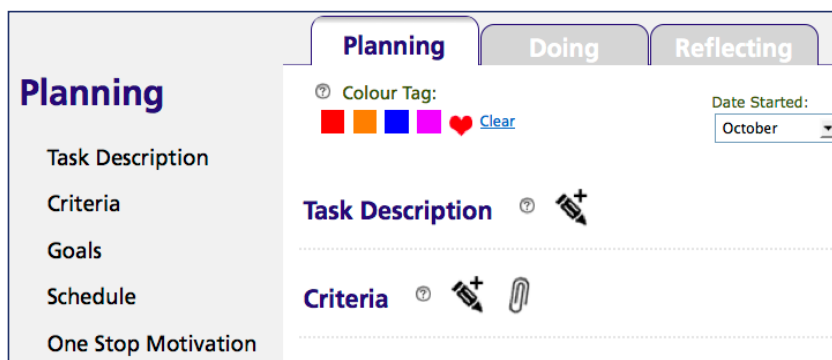 Planning Doing Reflecting
Planning
Task Description
Criteria
Goals
Schedule
One Stop Motivation
? Colour Tag:
Clear
Date Started:
October
Task Description ?
Criteria ?